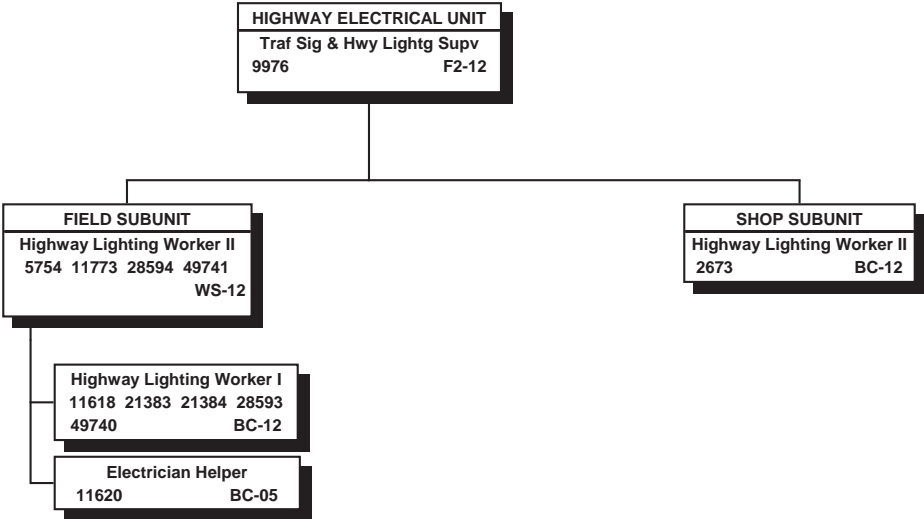 HIGHWAY ELECTRICAL UNIT
Traf Sig & Hwy Lightg Supv
9976 F2-12
FIELD SUBUNIT
Highway Lighting Worker II
5754 11773 28594 49741
WS-12
SHOP SUBUNIT
Highway Lighting Worker II
2673 BC-12
Highway Lighting Worker I
11618 21383 21384 28593
49740 BC-12
Electrician Helper
11620 BC-05